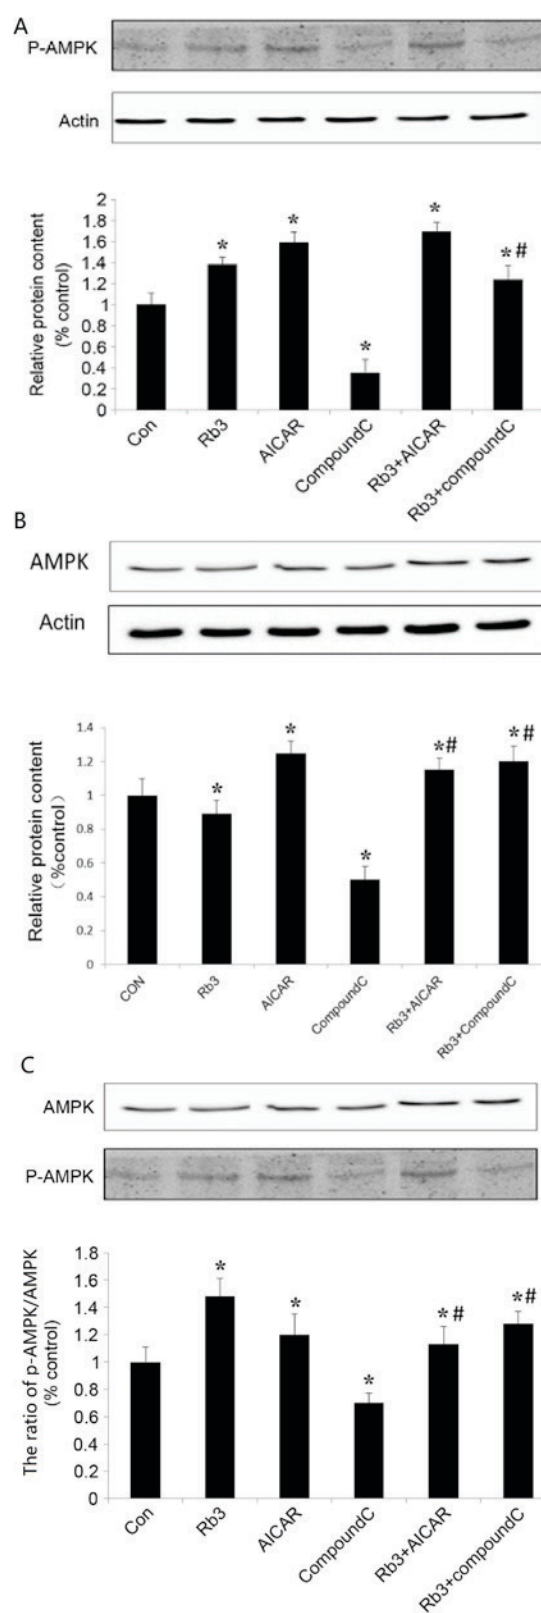 A
P-AMPK
Actin
Relative protein content
(% control)
2
1.8
1.6
1.4
1.2
1
0.8
0.6
0.4
0.2
0
*
*
*
*
*#
Con
Rb3
AICAR
CompoundC
Rb3+AICAR
Rb3+compoundC
B
AMPK
Actin
Relative protein content
(%control)
1.4
1.2
1
0.8
0.6
0.4
0.2
0
*
*
*
*#
*#
CON
Rb3
AICAR
CompoundC
Rb3+AICAR
Rb3+CompoundC
C
AMPK
P-AMPK
The ratio of p-AMPK/AMPK
(% control)
1.8
1.6
1.4
1.2
1
0.8
0.6
0.4
0.2
0
*
*
*
*#
*#
Con
Rb3
AICAR
CompoundC
Rb3+AICAR
Rb3+compoundC